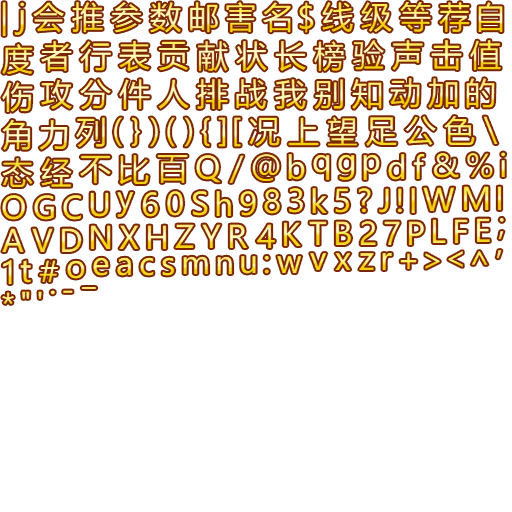 |j会推参数邮害名$线级等荐自
度者行表贡献状长榜验声击值
伤攻分件人排战我别知动加的
角力列(})(){][况上望足公色\
态经不比百Q/@bqgpdf&%i
OGCUy60Sh983k5?J!lWMI
AVDNXHZYR4KTB27PLFE;
1t#oeacsmnu:wvxzr+><^’
*"'·-—